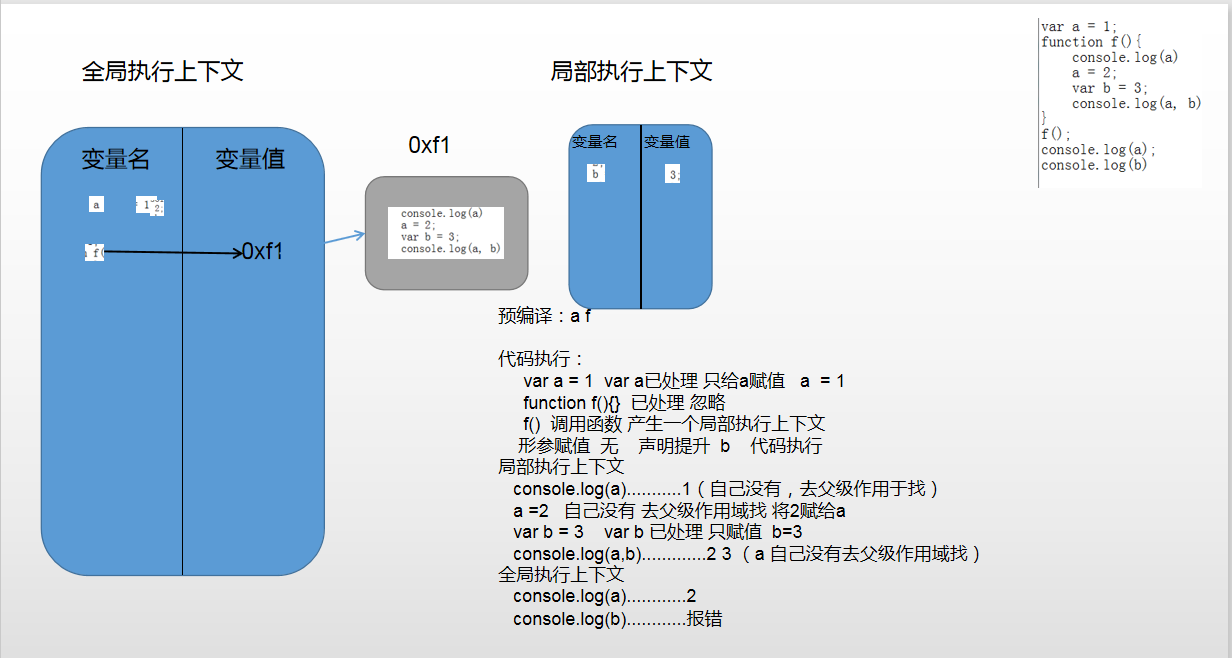 全局执行上下文
变量名 变量值
a 1 2;
f( 0xf1
0xf1
console.log(a)
a = 2;
var b = 3;
console.log(a, b)
局部执行上下文
变量名 变量值
b 3;
var a = 1;
function f(){
console.log(a)
a = 2;
var b = 3;
console.log(a, b)
}
f();
console.log(a);
console.log(b)
预编译：a f
代码执行：
var a = 1 var a已处理 只给a赋值 a = 1
function f(){} 已处理 忽略
f() 调用函数 产生一个局部执行上下文
形参赋值 无 声明提升 b 代码执行
局部执行上下文
console.log(a)...........1（自己没有，去父级作用于找）
a =2 自己没有 去父级作用域找 将2赋给a
var b = 3 var b 已处理 只赋值 b=3
console.log(a,b)............2 3 （a 自己没有去父级作用域找）
全局执行上下文
console.log(a)............2
console.log(b)............报错